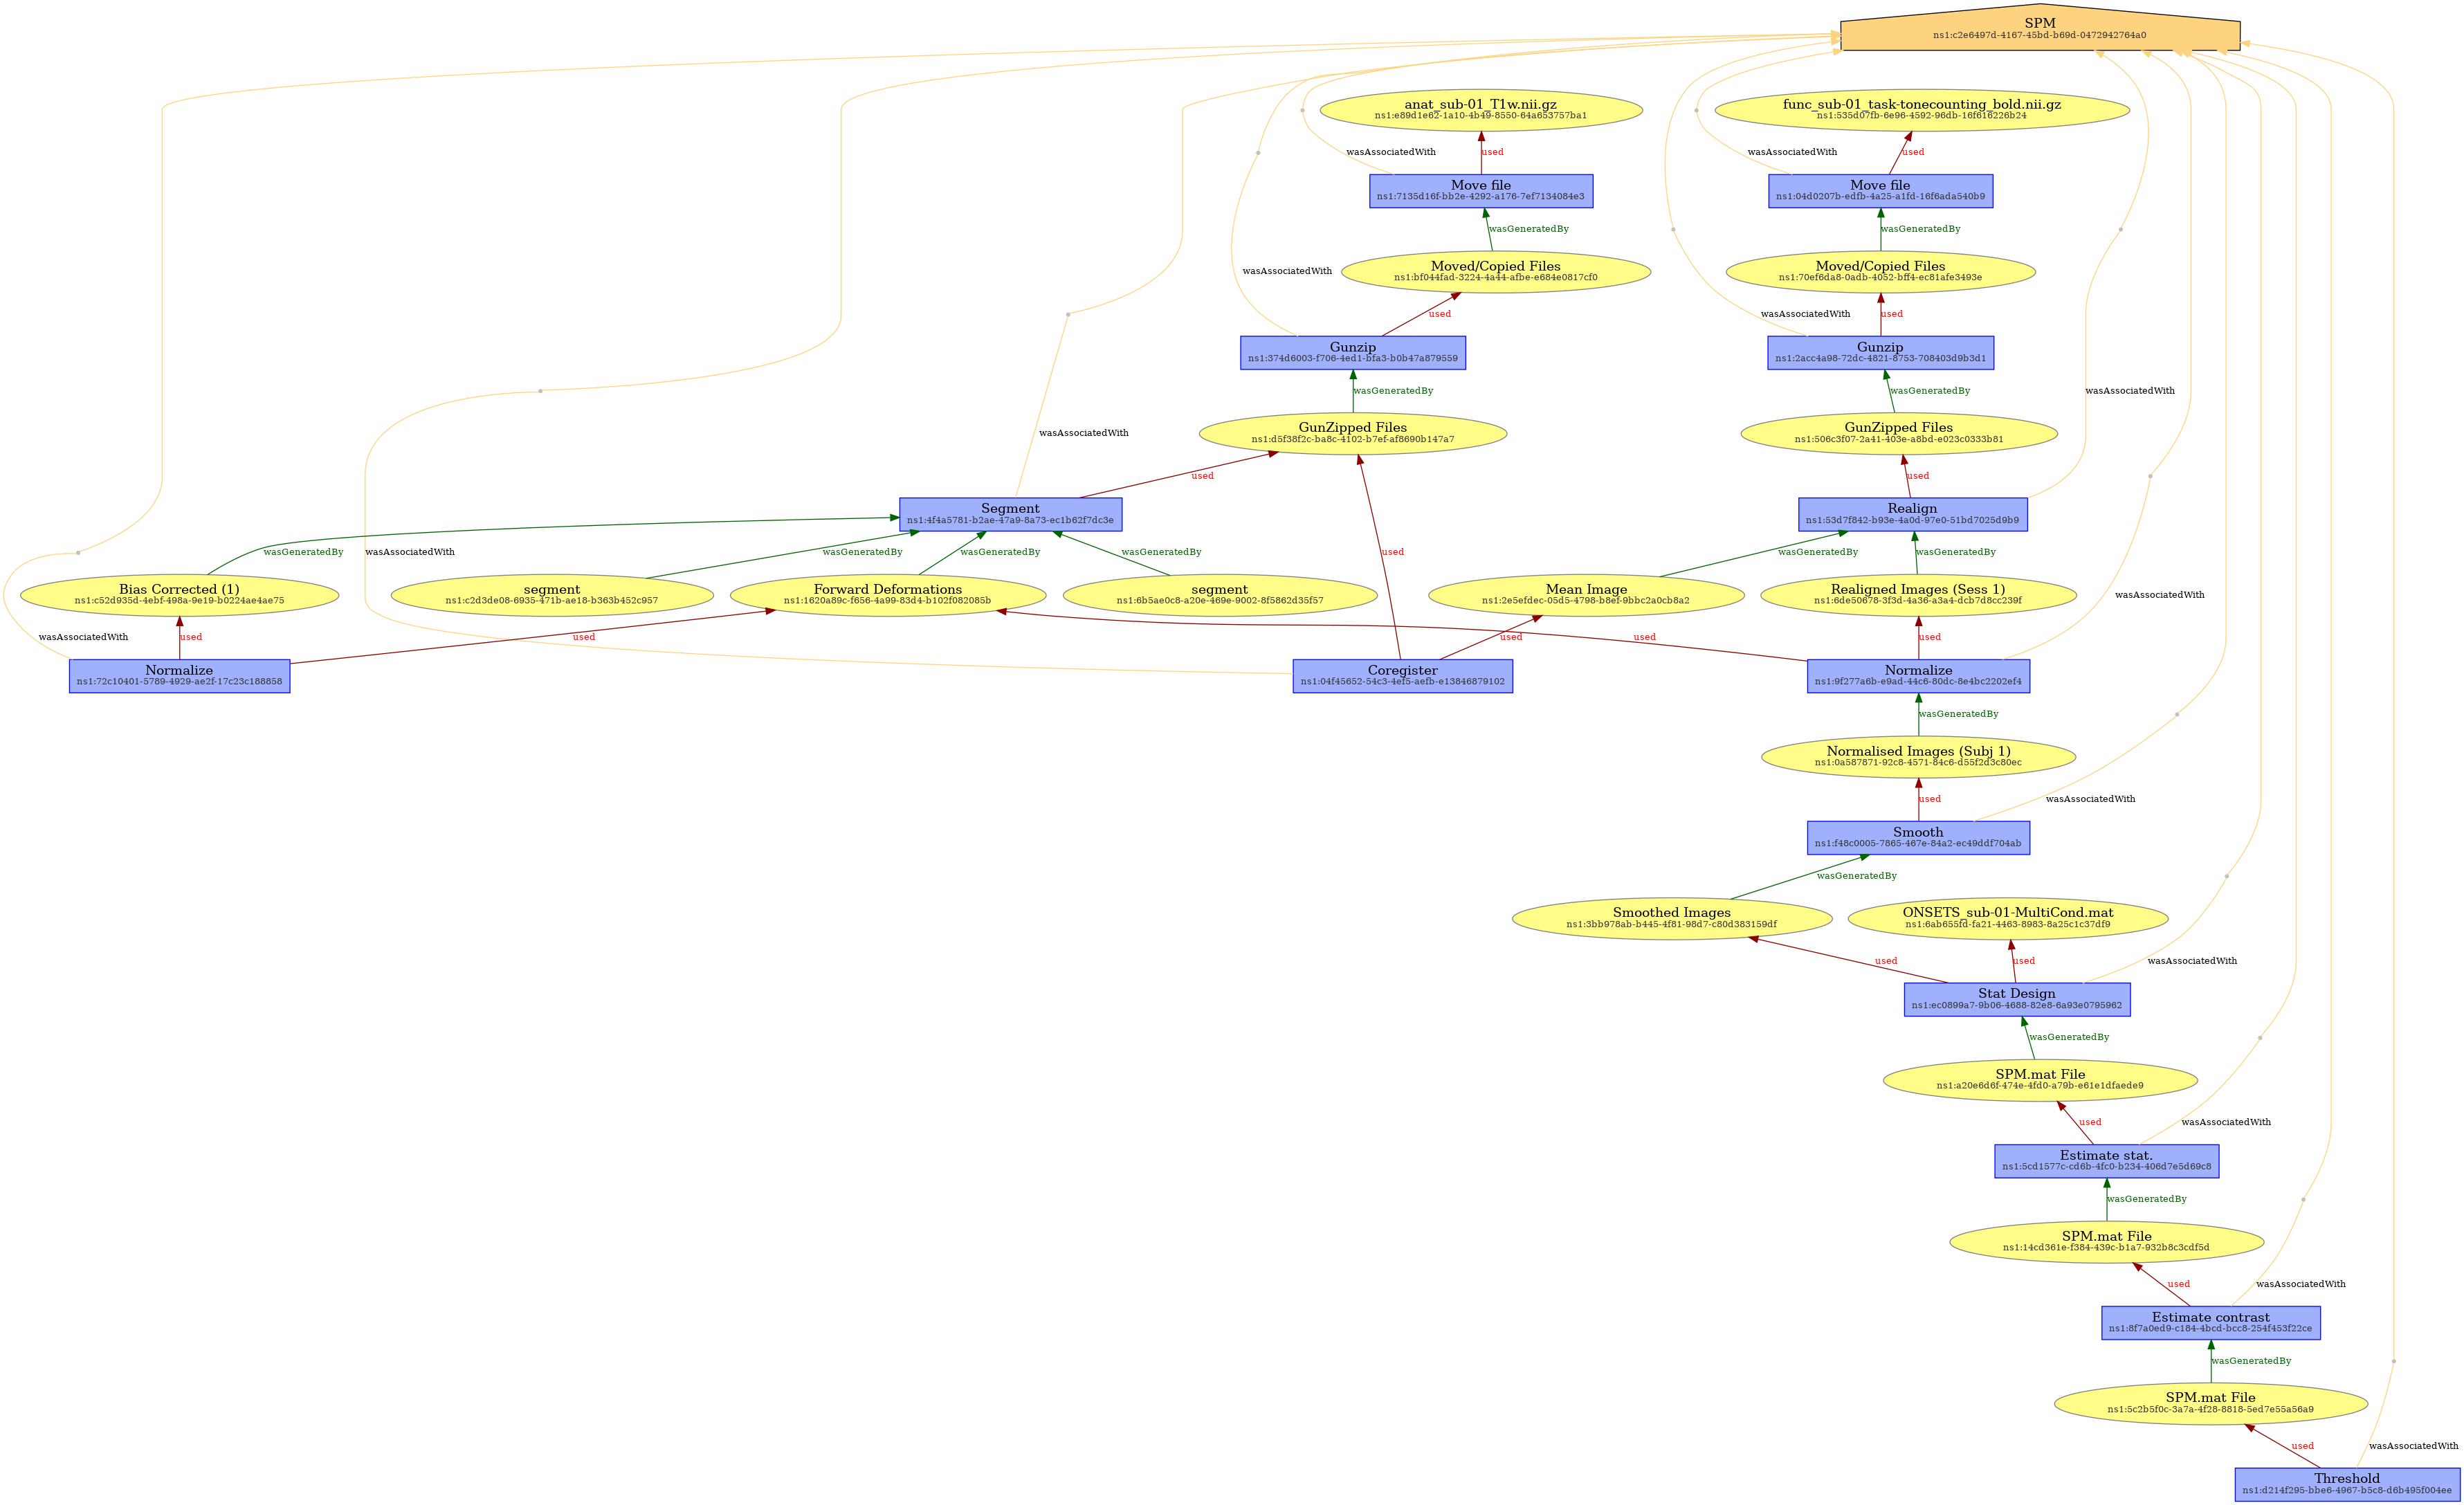 SPM
ns1:c2e6497d-4167-45bd-b69d-0472942764a0
anat_sub-01_T1w.nii.gz
ns1:e89d1e62-1a10-4b49-8550-64a653757ba1
func_sub-01_task-tonecounting_bold.nii.gz
ns1:535d07fb-6e96-4592-96db-16f616226b24
wasAssociatedWith
used
wasAssociatedWith
used
Move file
ns1:7135d16f-bb2e-4292-a176-7ef7134084e3
Move file
ns1:04d0207b-edfb-4a25-a1fd-16f6ada540b9
wasGeneratedBy
wasGeneratedBy
wasAssociatedWith
Moved/Copied Files
ns1:bf044fad-3224-4a44-afbe-e684e0817cf0
Moved/Copied Files
ns1:70ef6da8-0adb-4052-bff4-ec81afe3493e
used
wasAssociatedWith
used
Gunzip
ns1:374d6003-f706-4ed1-bfa3-b0b47a879559
Gunzip
ns1:2acc4a98-72dc-4821-8753-708403d9b3d1
wasGeneratedBy
wasGeneratedBy
wasAssociatedWith
wasAssociatedWith
GunZipped Files
ns1:d5f38f2c-ba8c-4102-b7ef-af8690b147a7
GunZipped Files
ns1:506c3f07-2a41-403e-a8bd-e023c0333b81
used
used
Segment
ns1:4f4a5781-b2ae-47a9-8a73-ec1b62f7dc3e
Realign
ns1:53d7f842-b93e-4a0d-97e0-51bd7025d9b9
wasGeneratedBy
wasAssociatedWith
wasGeneratedBy
wasGeneratedBy
wasGeneratedBy
used
wasGeneratedBy
wasGeneratedBy
Bias Corrected (1)
ns1:c52d935d-4ebf-498a-9e19-b0224ae4ae75
segment
ns1:c2d3de08-6935-471b-ae18-b363b452c957
Forward Deformations
ns1:1620a89c-f656-4a99-83d4-b102f082085b
segment
ns1:6b5ae0c8-a20e-469e-9002-8f5862d35f57
Mean Image
ns1:2e5efdec-05d5-4798-b8ef-9bbc2a0cb8a2
Realigned Images (Sess 1)
ns1:6de50678-3f3d-4a36-a3a4-dcb7d8cc239f
wasAssociatedWith
wasAssociatedWith
used
used
used
used
used
Normalize
ns1:72c10401-5789-4929-ae2f-17c23c188858
Coregister
ns1:04f45652-54c3-4ef5-aefb-e13846879102
Normalize
ns1:9f277a6b-e9ad-44c6-80dc-8e4bc2202ef4
wasGeneratedBy
Normalised Images (Subj 1)
ns1:0a587871-92c8-4571-84c6-d55f2d3c80ec
used
wasAssociatedWith
Smooth
ns1:f48c0005-7865-467e-84a2-ec49ddf704ab
wasGeneratedBy
Smoothed Images
ns1:3bb978ab-b445-4f81-98d7-c80d383159df
ONSETS_sub-01-MultiCond.mat
ns1:6ab655fd-fa21-4463-8983-8a25c1c37df9
used
used
wasAssociatedWith
Stat Design
ns1:ec0899a7-9b06-4688-82e8-6a93e0795962
wasGeneratedBy
SPM.mat File
ns1:a20e6d6f-474e-4fd0-a79b-e61e1dfaede9
used
wasAssociatedWith
Estimate stat.
ns1:5cd1577c-cd6b-4fc0-b234-406d7e5d69c8
wasGeneratedBy
SPM.mat File
ns1:14cd361e-f384-439c-b1a7-932b8c3cdf5d
used
wasAssociatedWith
Estimate contrast
ns1:8f7a0ed9-c184-4bcd-bcc8-254f453f22ce
wasGeneratedBy
SPM.mat File
ns1:5c2b5f0c-3a7a-4f28-8818-5ed7e55a56a9
used
wasAssociatedWith
Threshold
ns1:d214f295-bbe6-4967-b5c8-d6b495f004ee